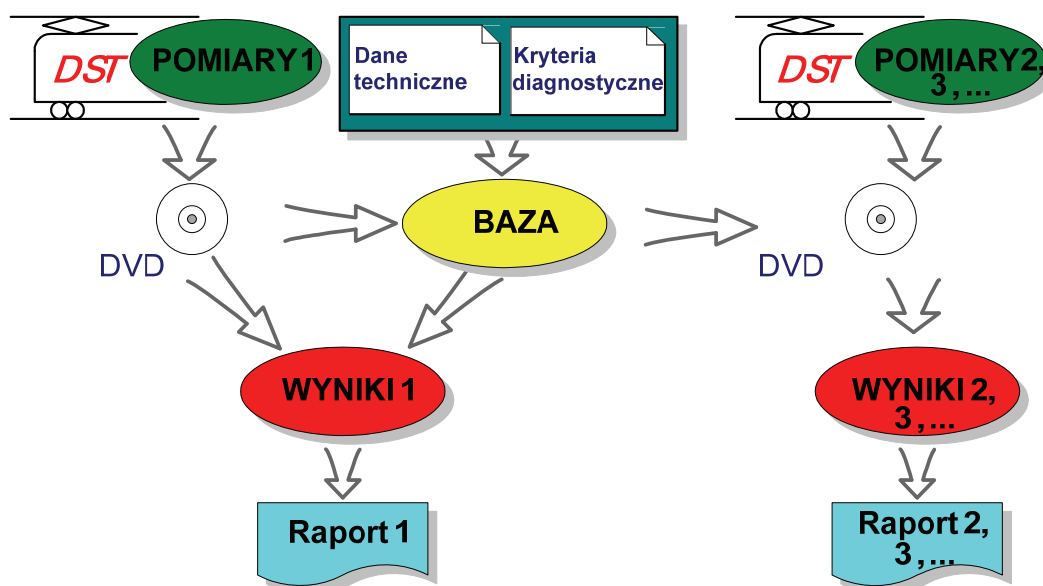 DST
POMIARY 1
Dane
techniczne
Kryteria
diagnostyczne
DST
POMIARY 2,
3 , ...
DVD
BAZA
DVD
WYNIKI 1
WYNIKI 2,
3 , ...
Raport 1
Raport 2,
3 , ...